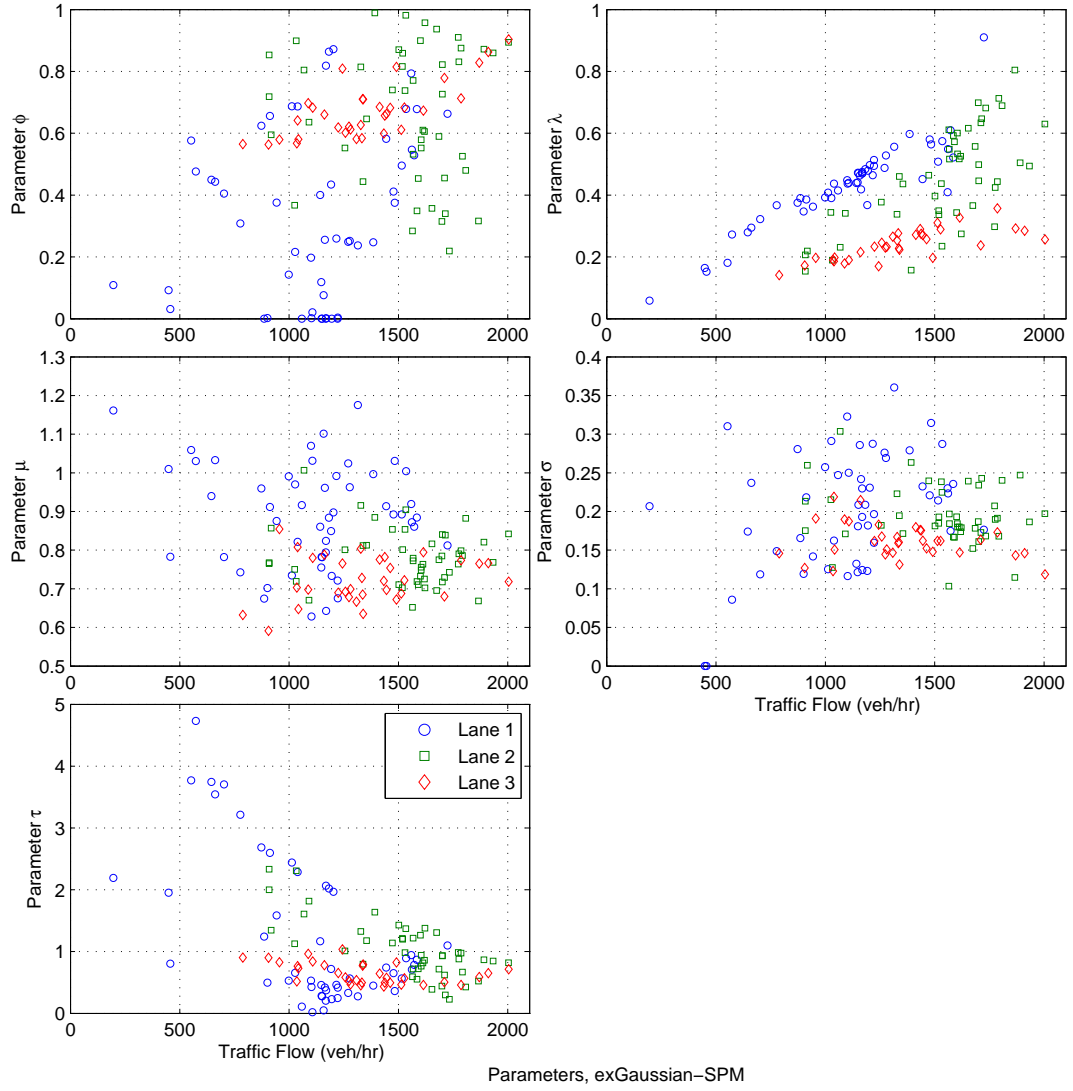 1
0.8
0.6
0.4
0.2
0
0 500 1000 1500 2000
Parameter ϕ
1
0.8
0.6
0.4
0.2
0
0 500 1000 1500 2000
Parameter λ
1.3
1.2
1.1
1
0.9
0.8
0.7
0.6
0.5
0 500 1000 1500 2000
Parameter μ
0.4
0.35
0.3
0.25
0.2
0.15
0.1
0.05
0
0 500 1000 1500 2000
Parameter σ
Traffic Flow (veh/hr)
5
4
3
2
1
0
0 500 1000 1500 2000
Parameter τ
Traffic Flow (veh/hr)
Lane 1
Lane 2
Lane 3
Parameters, exGaussian−SPM